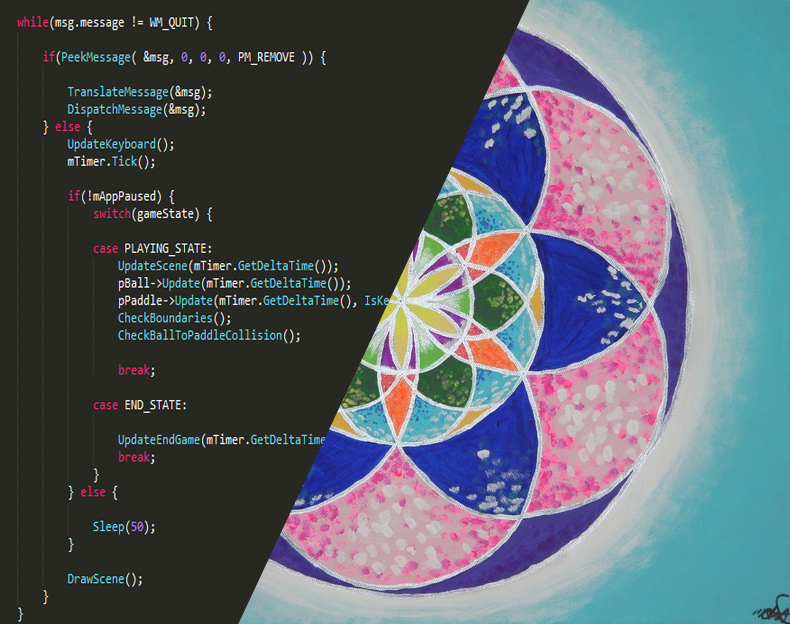 while(msg.message != WM_QUIT) {
if(PeekMessage( &msg, 0, 0, 0, PM_REMOVE )) {
TranslateMessage(&msg);
DispatchMessage(&msg);
} else {
UpdateKeyboard();
mTimer.Tick();
if(!mAppPaused) {
switch(gameState) {
case PLAYING_STATE:
UpdateScene(mTimer.GetDeltaTime());
pBall->Update(mTimer.GetDeltaTime());
pPaddle->Update(mTimer.GetDeltaTime(), IsKe
CheckBoundaries();
CheckBallToPaddleCollision();
break;
case END_STATE:
UpdateEndGame(mTimer.GetDeltaTime
break;
}
} else {
Sleep(50);
}
DrawScene();
}
}